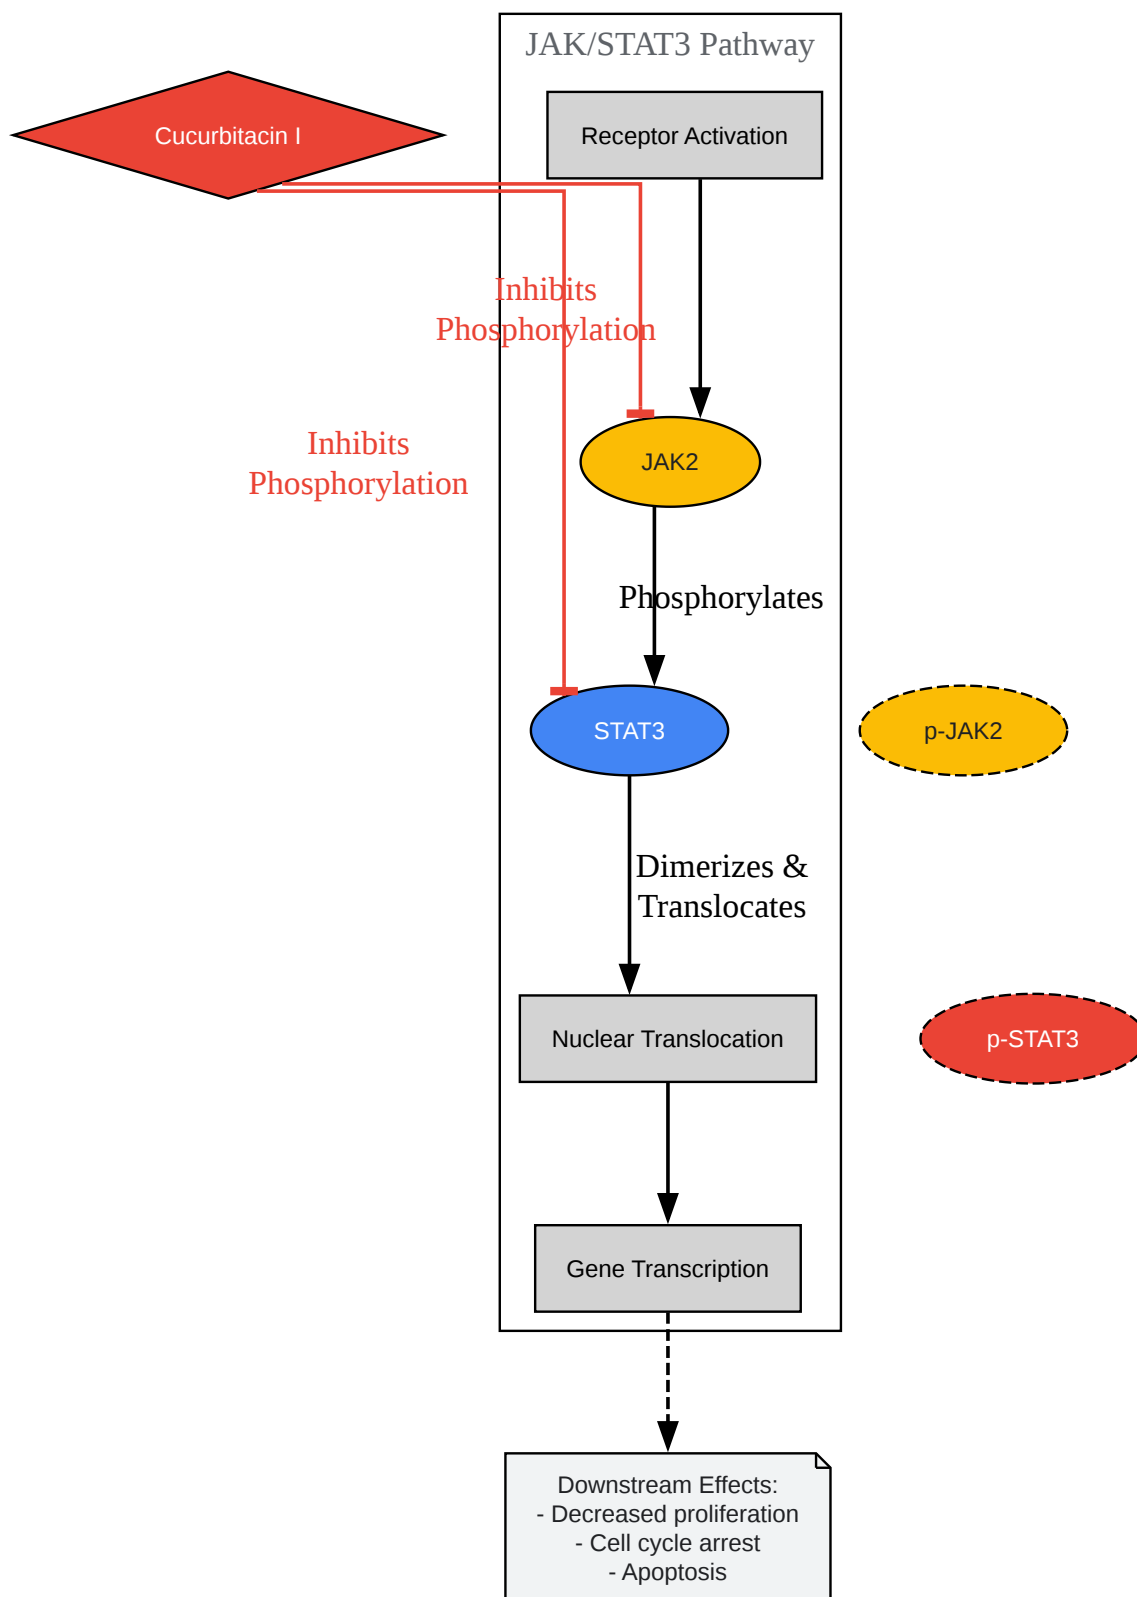 JAK/STAT3 Pathway
Cucurbitacin I
Receptor Activation
Inhibits
Phosphorylation
JAK2
Inhibits
Phosphorylation
Phosphorylates
STAT3
p-JAK2
Dimerizes &
Translocates
Nuclear Translocation
p-STAT3
Gene Transcription
Downstream Effects:
- Decreased proliferation
- Cell cycle arrest
- Apoptosis